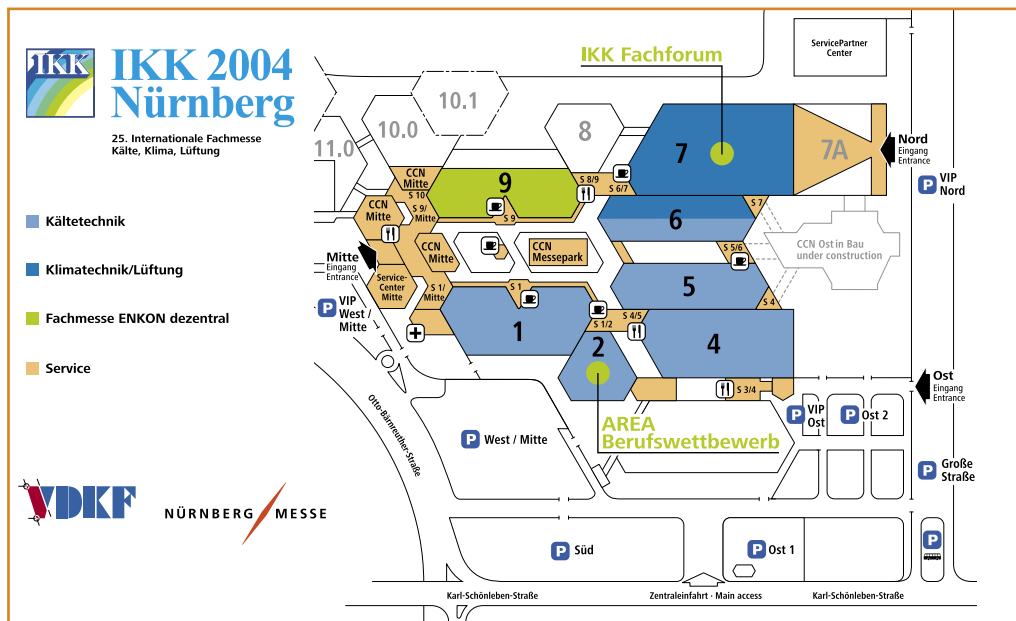 IKK
IKK 2004
Nürnberg
25. Internationale Fachmesse
Kälte, Klima, Lüftung
Kältetechnik
Klimatechnik/Lüftung
Fachmesse ENKON dezentral
Service
VDKF
NÜRNBERG MESSE
IKK Fachforum
ServicePartner
Center
10.1
10.0
11.0
8
7
7A
Nord
Eingang
Entrance
P VIP
Nord
CCN
Mitte
S 10
9
S 8/9
S 6/7
CCN
Mitte
S 9/
Mitte
S 9
6
S 7
CCN
Mitte
CCN
Messepark
S 5/6
CCN Ost in Bau
under construction
Mitte
Eingang
Entrance
Service-
Center
Mitte
S 1/
Mitte
S 1
5
S 4
P VIP
West /
Mitte
1
S 1/2
S 4/5
2
4
S 3/4
Ost
Eingang
Entrance
AREA
Berufswettbewerb
P VIP
Ost
P Ost 2
P West / Mitte
Otto-Bärnreuther-Straße
P Große
Straße
P Süd
P Ost 1
P
Karl-Schönleben-Straße
Zentraleinfahrt · Main access
Karl-Schönleben-Straße